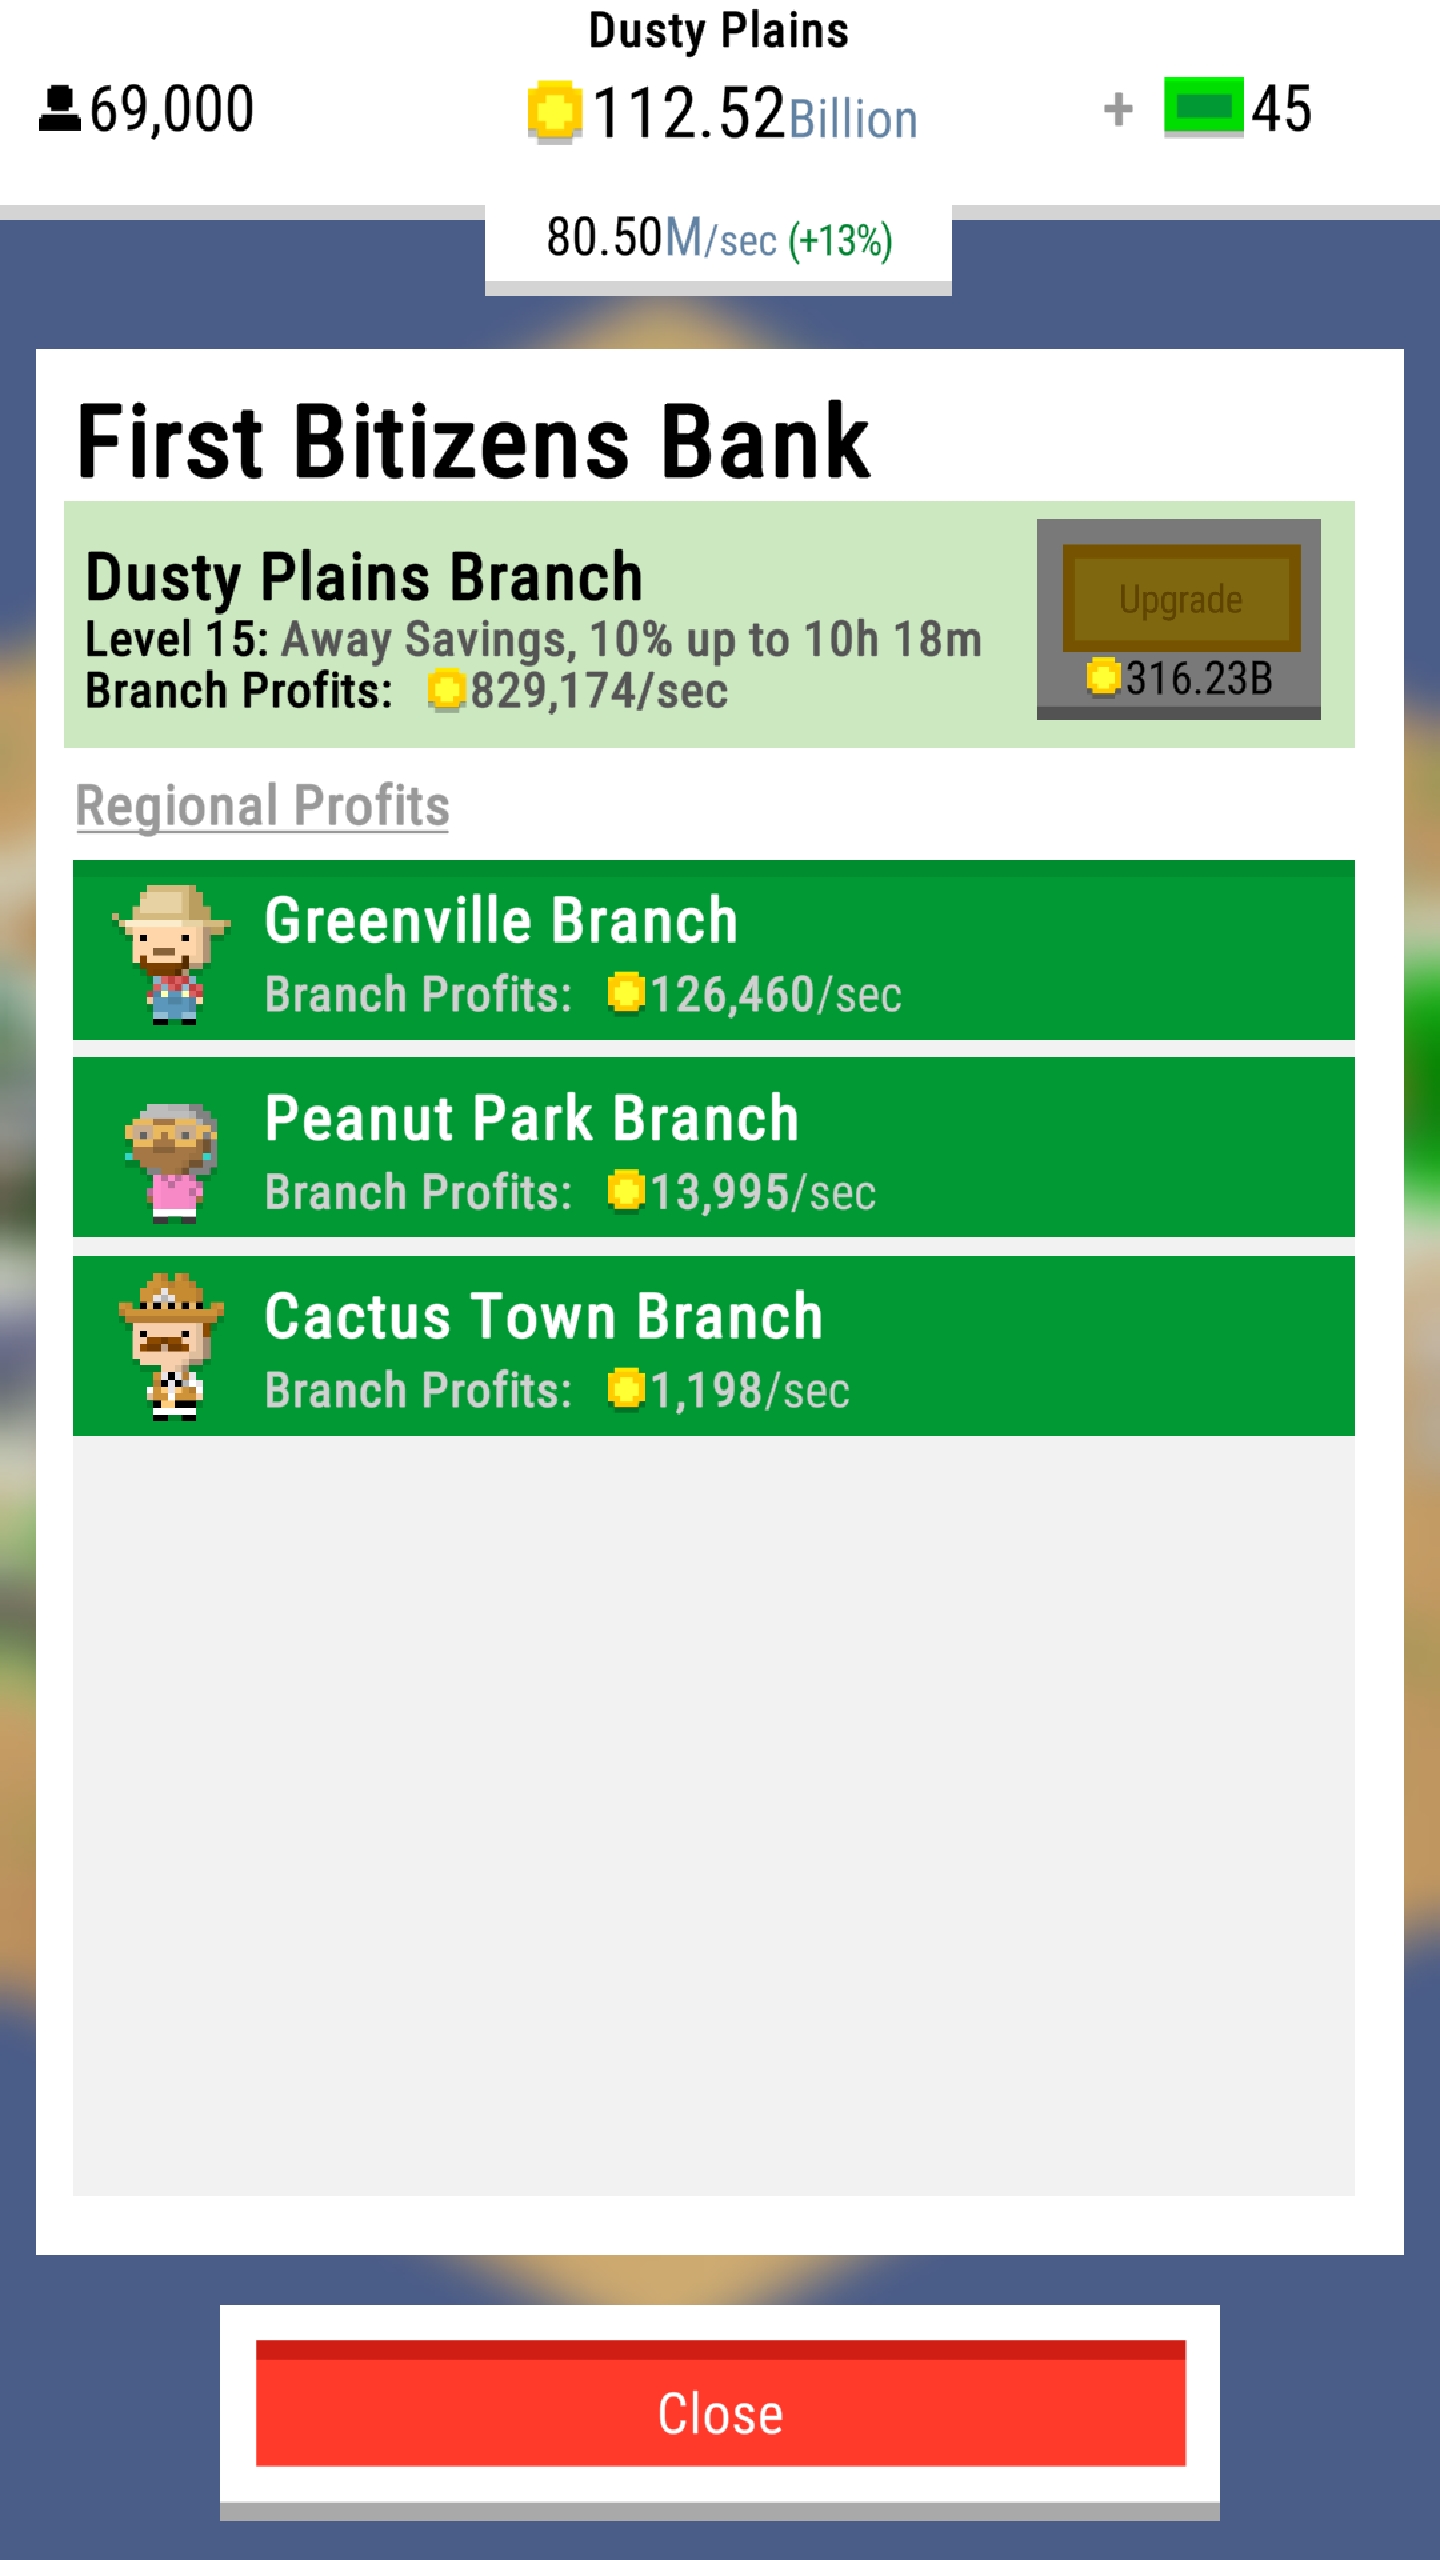 Dusty Plains
69,000
112.52Billion
+ 45
80.50M/sec (+13%)
First Bitizens Bank
Dusty Plains Branch
Level 15: Away Savings, 10% up to 10h 18m
Branch Profits: 829,174/sec
Upgrade
316.23B
Regional Profits
Greenville Branch
Branch Profits: 126,460/sec
Peanut Park Branch
Branch Profits: 13,995/sec
Cactus Town Branch
Branch Profits: 1,198/sec
Close